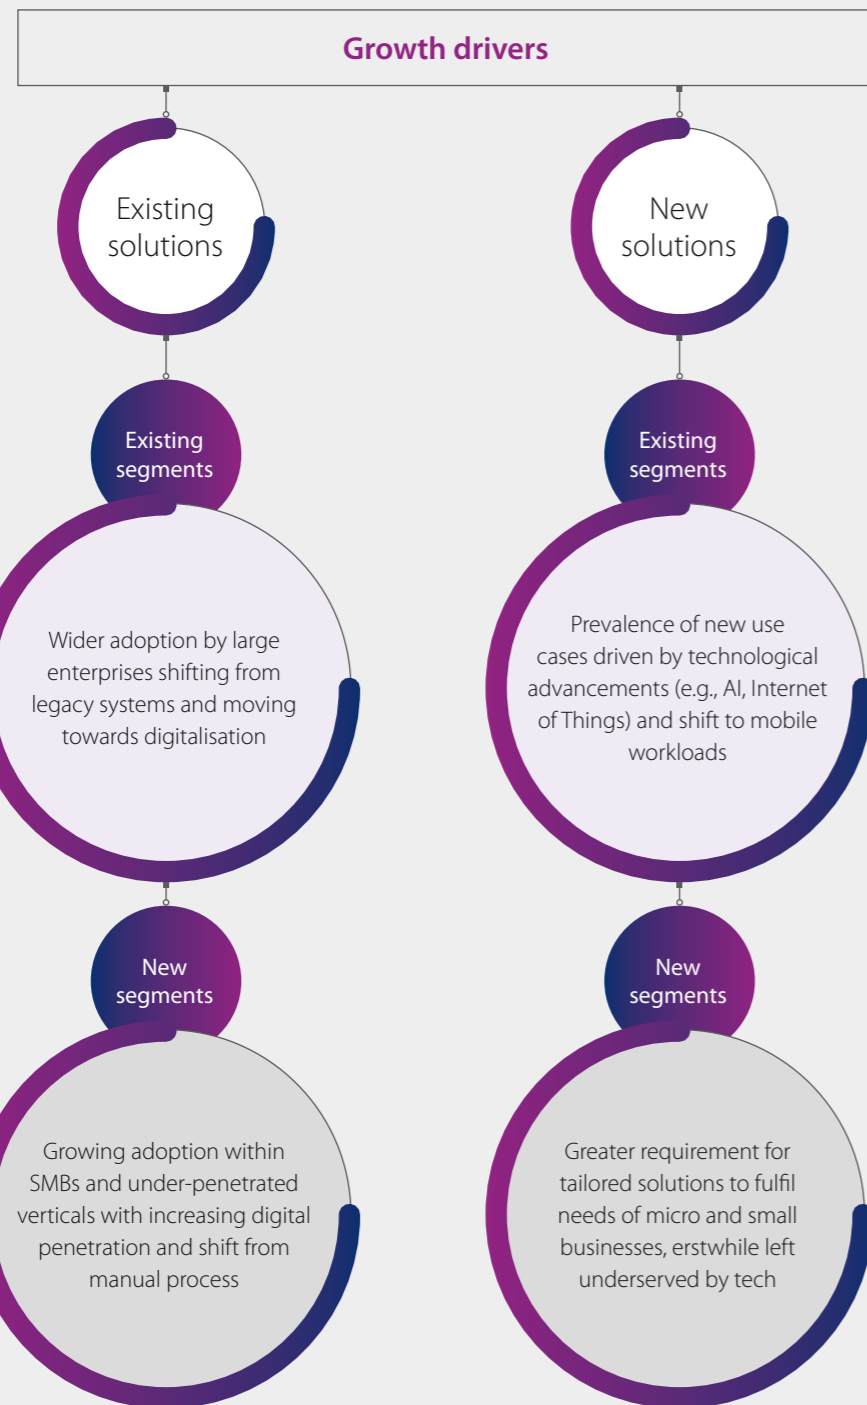 Growth drivers
Existing
solutions
Existing
segments
Wider adoption by large
enterprises shifting from
legacy systems and moving
towards digitalisation
New
segments
Growing adoption within
SMBs and under-penetrated
verticals with increasing digital
penetration and shift from
manual process
New
solutions
Existing
segments
Prevalence of new use
cases driven by technological
advancements (e.g., AI, Internet
of Things) and shift to mobile
workloads
New
segments
Greater requirement for
tailored solutions to fulfil
needs of micro and small
businesses, erstwhile left
underserved by tech